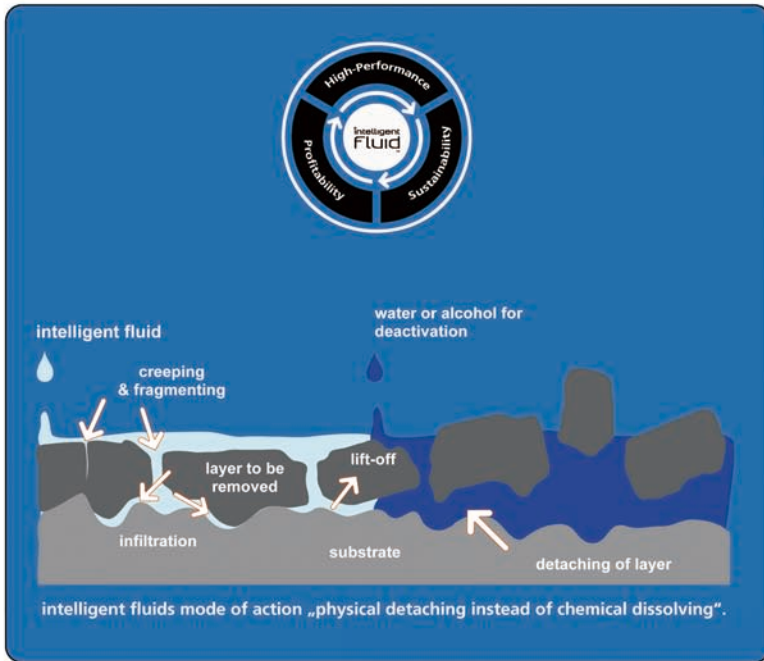 High-Performance
intelligent
Fluid
Profitability
Sustainability
water or alcohol for
deactivation
intelligent fluid
creeping
& fragmenting
layer to be
removed
lift-off
infiltration
substrate
detaching of layer
intelligent fluids mode of action „physical detaching instead of chemical dissolving“.